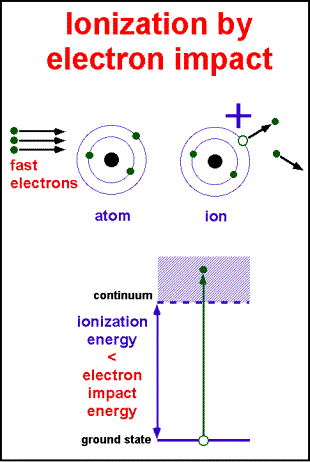 Ionization by
electron impact
+
fast
electrons
atom
ion
continuum
ionization
energy
<
electron
impact
energy
ground state